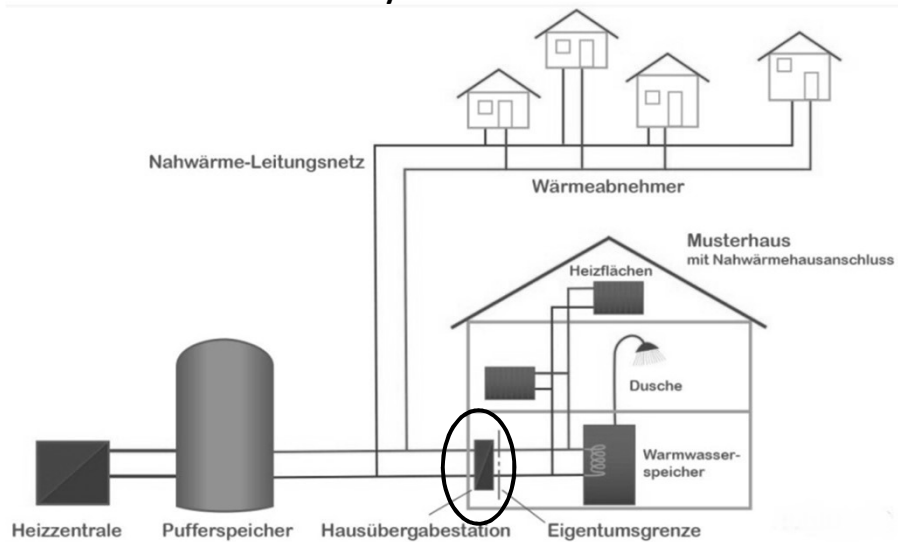 Nahwärme-Leitungsnetz
Wärmeabnehmer
Musterhaus
mit Nahwärmehausanschluss
Heizflächen
Dusche
Warmwasser-
speicher
Heizzentrale
Pufferspeicher
Hausübergabestation
Eigentumsgrenze